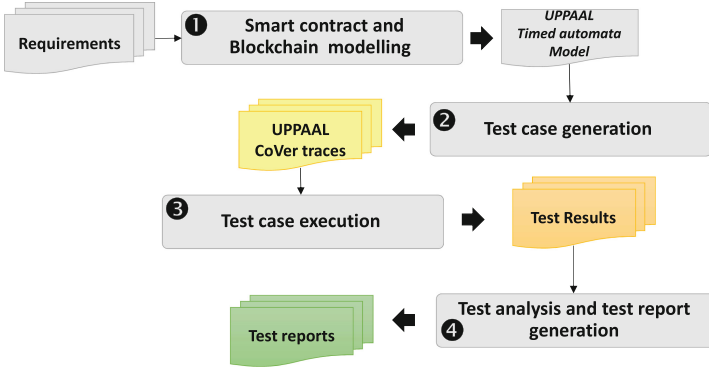 Requirements
❶
Smart contract and
Blockchain modelling
UPPAAL
Timed automata
Model
❷
Test case generation
UPPAAL
CoVer traces
❸
Test case execution
Test Results
❹
Test analysis and test report
generation
Test reports